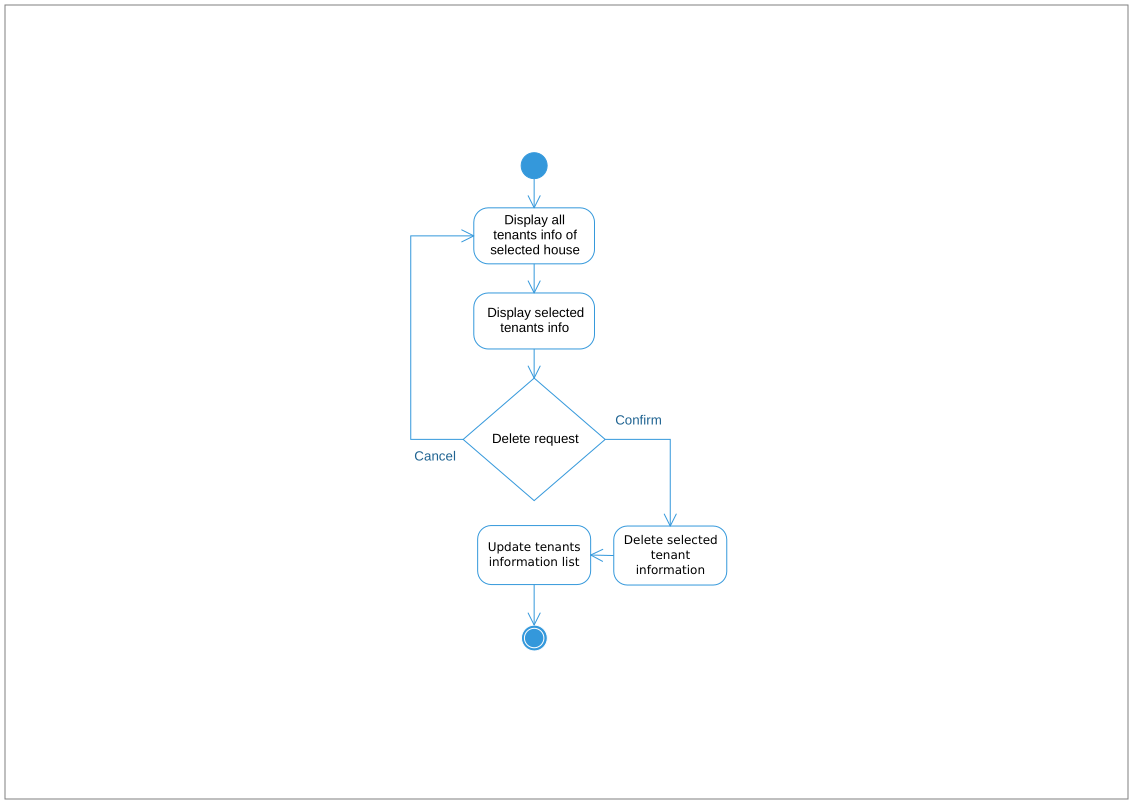 Display all
tenants info of
selected house
Display selected
tenants info
Delete request
Confirm
Cancel
Update tenants
information list
Delete selected
tenant
information